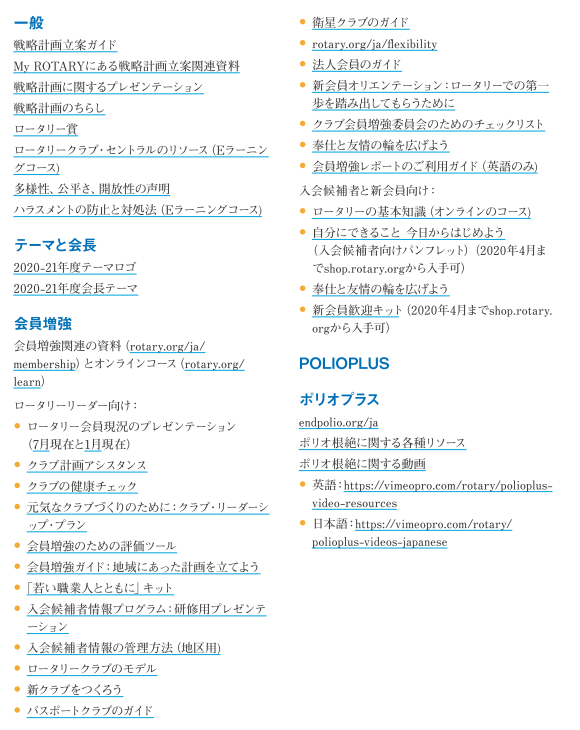 一般
戦略計画立案ガイド
My ROTARYにある戦略計画立案関連資料
戦略計画に関するプレゼンテーション
戦略計画のちらし
ロータリー賞
ロータリークラブ・セントラルのリソース（Eラーニン
グコース)
多様性、公平さ、開放性の声明
ハラスメントの防止と対処法（Eラーニングコース)
テーマと会長
2020-21年度テーマロゴ
2020-21年度会長テーマ
会員増強
会員増強関連の資料（rotary.org/ja/
membership）とオンラインコース（rotary.org/
learn）
ロータリーリーダー向け：
● ロータリー会員現況のプレゼンテーション
（7月現在と1月現在）
● クラブ計画アシスタンス
● クラブの健康チェック
● 元気なクラブづくりのために：クラブ・リーダーシ
ップ・プラン
● 会員増強のための評価ツール
● 会員増強ガイド：地域にあった計画を立てよう
● 「若い職業人とともに」キット
● 入会候補者情報プログラム：研修用プレゼンテ
ーション
● 入会候補者情報の管理方法（地区用)
● ロータリークラブのモデル
● 新クラブをつくろう
● パスポートクラブのガイド
● 衛星クラブのガイド
● rotary.org/ja/flexibility
● 法人会員のガイド
● 新会員オリエンテーション：ロータリーでの第一
歩を踏み出してもらうために
● クラブ会員増強委員会のためのチェックリスト
● 奉仕と友情の輪を広げよう
● 会員増強レポートのご利用ガイド（英語のみ)
入会候補者と新会員向け：
● ロータリーの基本知識（オンラインのコース)
● 自分にできること 今日からはじめよう
（入会候補者向けパンフレット）（2020年4月ま
でshop.rotary.orgから入手可）
● 奉仕と友情の輪を広げよう
● 新会員歓迎キット（2020年4月までshop.rotary.
orgから入手可）
POLIOPLUS
ポリオプラス
endpolio.org/ja
ポリオ根絶に関する各種リソース
ポリオ根絶に関する動画
● 英語：https://vimeopro.com/rotary/polioplus-
video-resources
● 日本語：https://vimeopro.com/rotary/
polioplus-videos-japanese